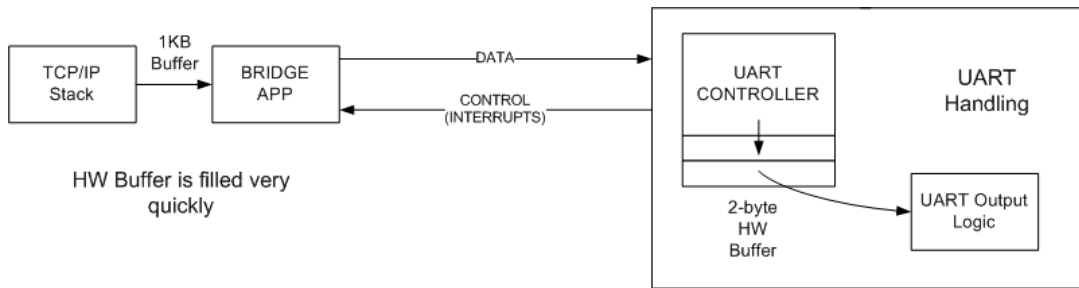 TCP/IP
Stack
1KB
Buffer
BRIDGE
APP
DATA
CONTROL
(INTERRUPTS)
UART
CONTROLLER
UART
Handling
2-byte
HW
Buffer
UART Output
Logic
HW Buffer is filled very
quickly